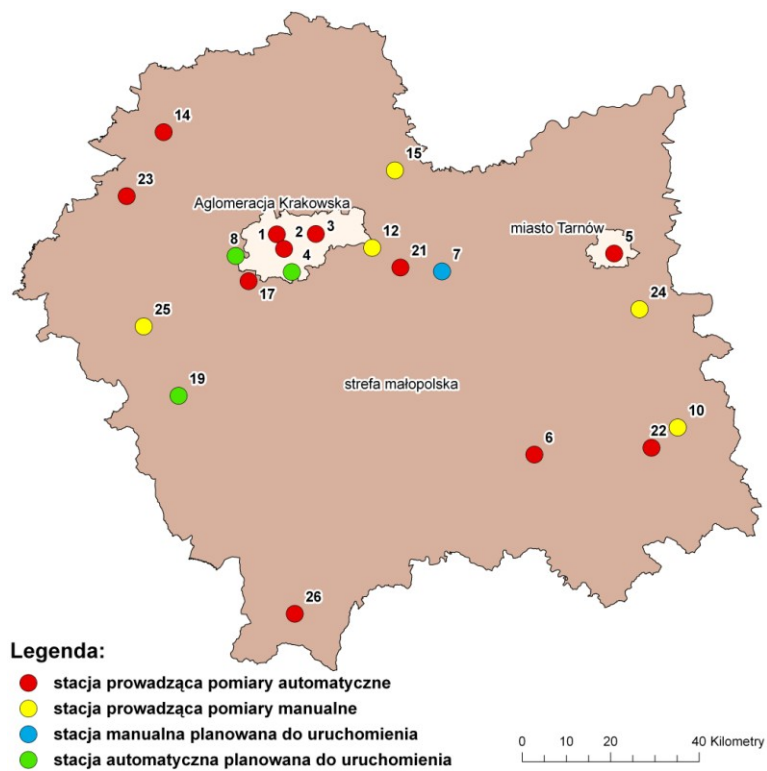 14
15
23
Aglomeracja Krakowska
1 2 3
12
miasto Tarnów
5
8
4
21
7
17
24
25
strefa małopolska
19
10
6
22
26
Legenda:
stacja prowadząca pomiary automatyczne
stacja prowadząca pomiary manualne
stacja manualna planowana do uruchomienia
stacja automatyczna planowana do uruchomienia
0 10 20 40 Kilometry